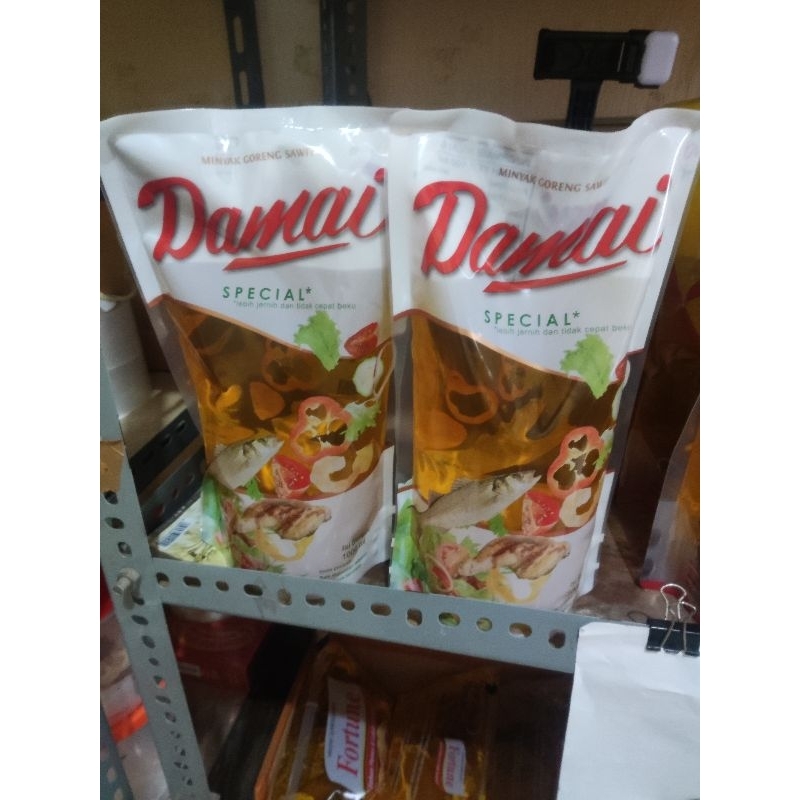 MINYAK GORENG SAWIT
Damai
SPECIAL*
*lebih jernih dan tidak cepat beku
MINYAK GORENG SAW
Damai
SPECIAL*
*lebih jernih dan tidak cepat beku
Fortune
Fortune